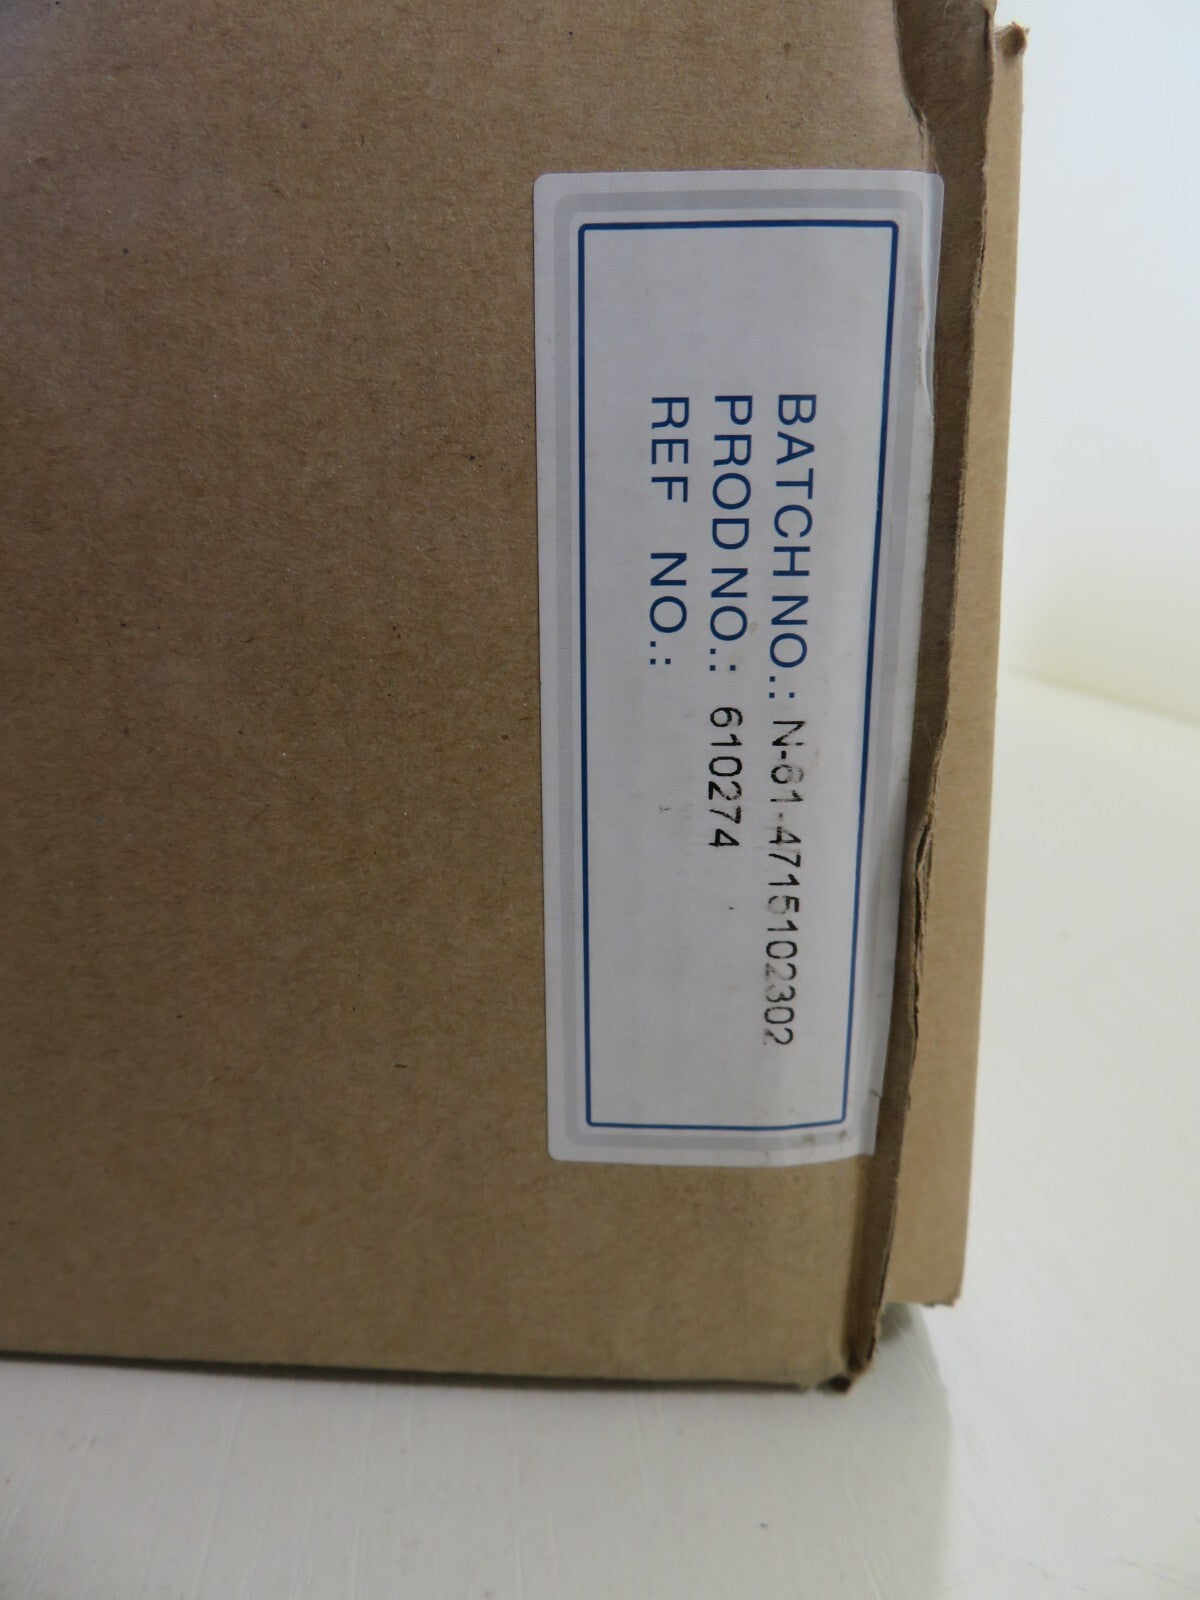 BATCH NO.: N-61-4715102302
PROD NO.: 610274
REF NO.: